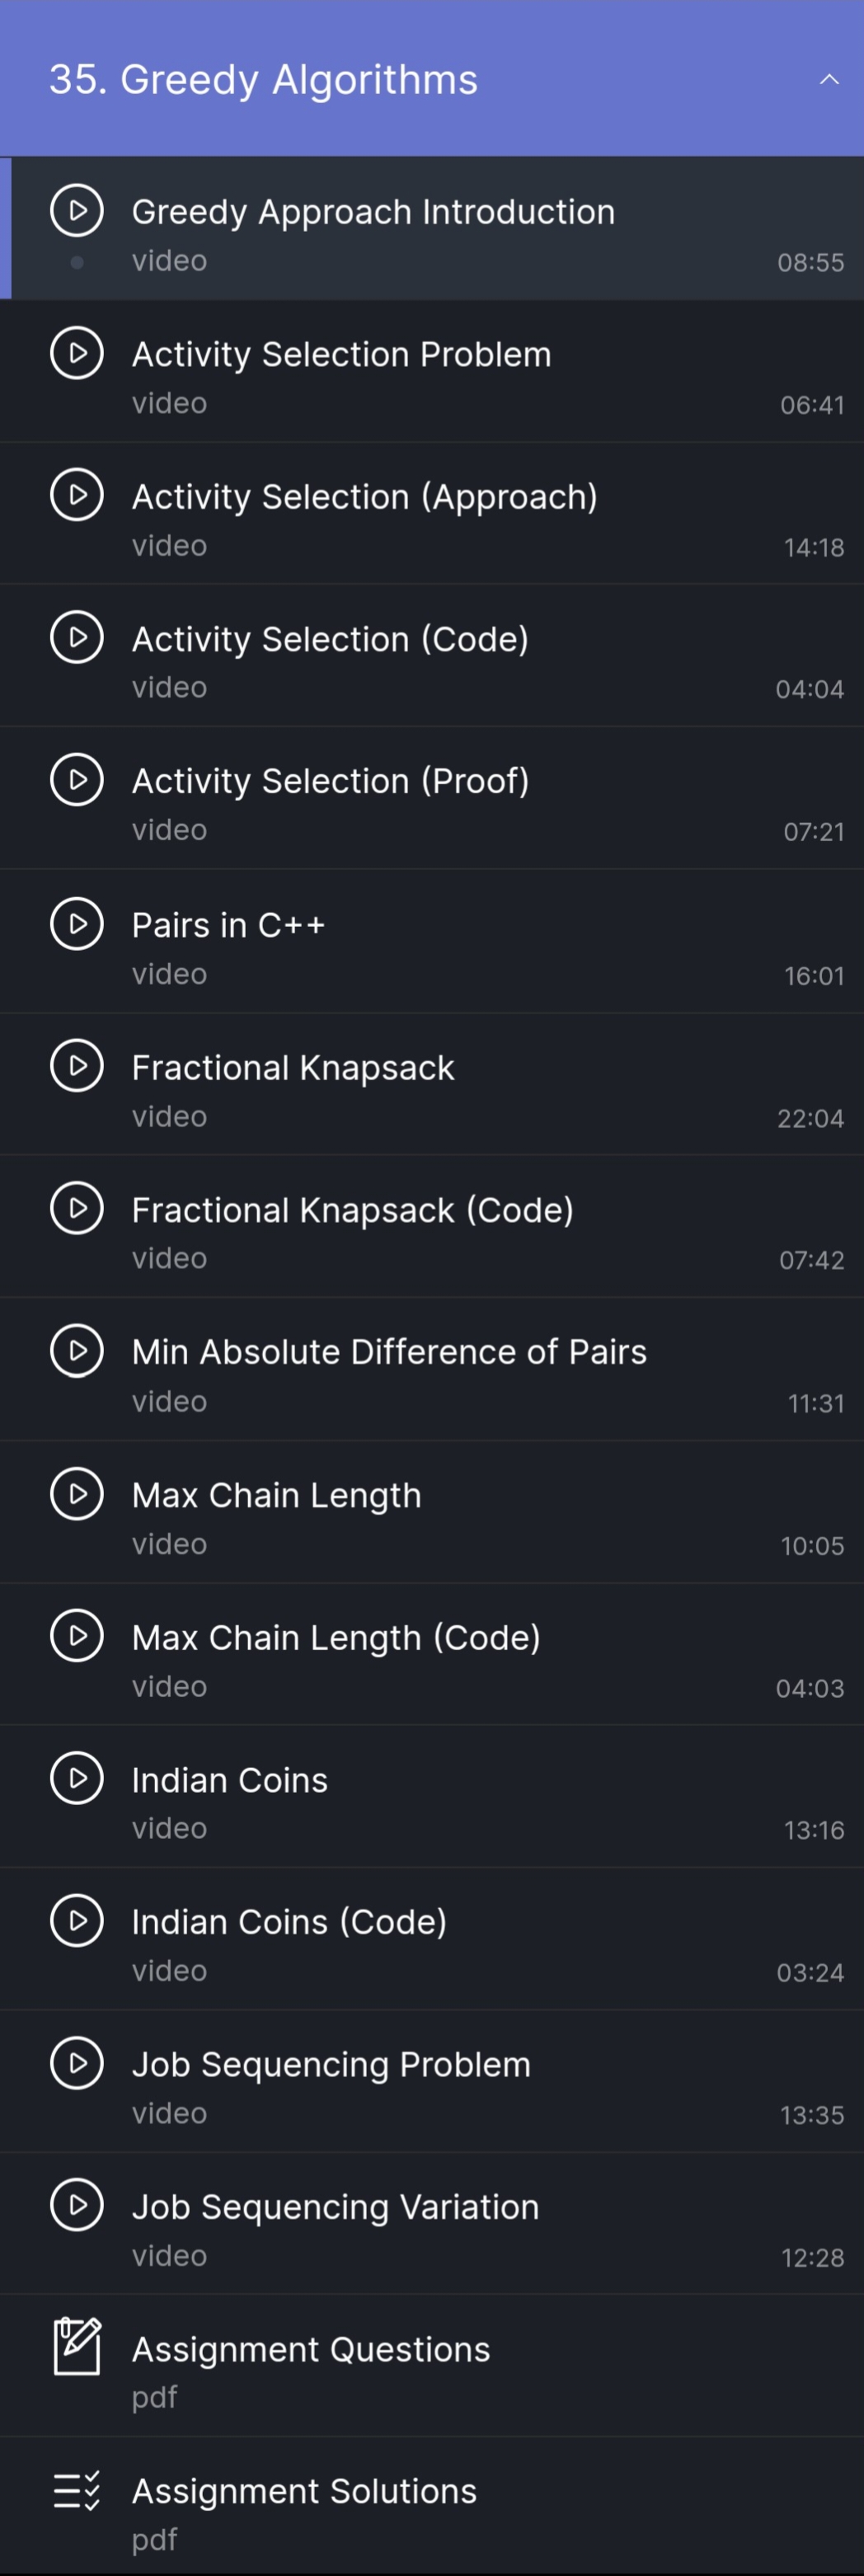 35. Greedy Algorithms
Greedy Approach Introduction
video 08:55
Activity Selection Problem
video 06:41
Activity Selection (Approach)
video 14:18
Activity Selection (Code)
video 04:04
Activity Selection (Proof)
video 07:21
Pairs in C++
video 16:01
Fractional Knapsack
video 22:04
Fractional Knapsack (Code)
video 07:42
Min Absolute Difference of Pairs
video 11:31
Max Chain Length
video 10:05
Max Chain Length (Code)
video 04:03
Indian Coins
video 13:16
Indian Coins (Code)
video 03:24
Job Sequencing Problem
video 13:35
Job Sequencing Variation
video 12:28
Assignment Questions
pdf
Assignment Solutions
pdf